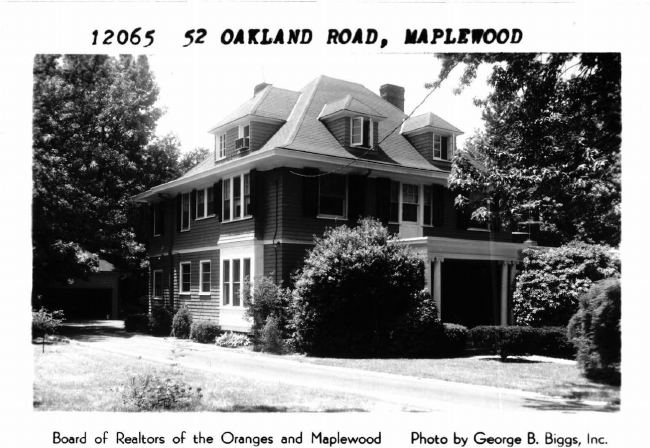 12065 52 OAKLAND ROAD, MAPLEWOOD
Board of Realtors of the Oranges and Maplewood Photo by George B. Biggs, Inc.